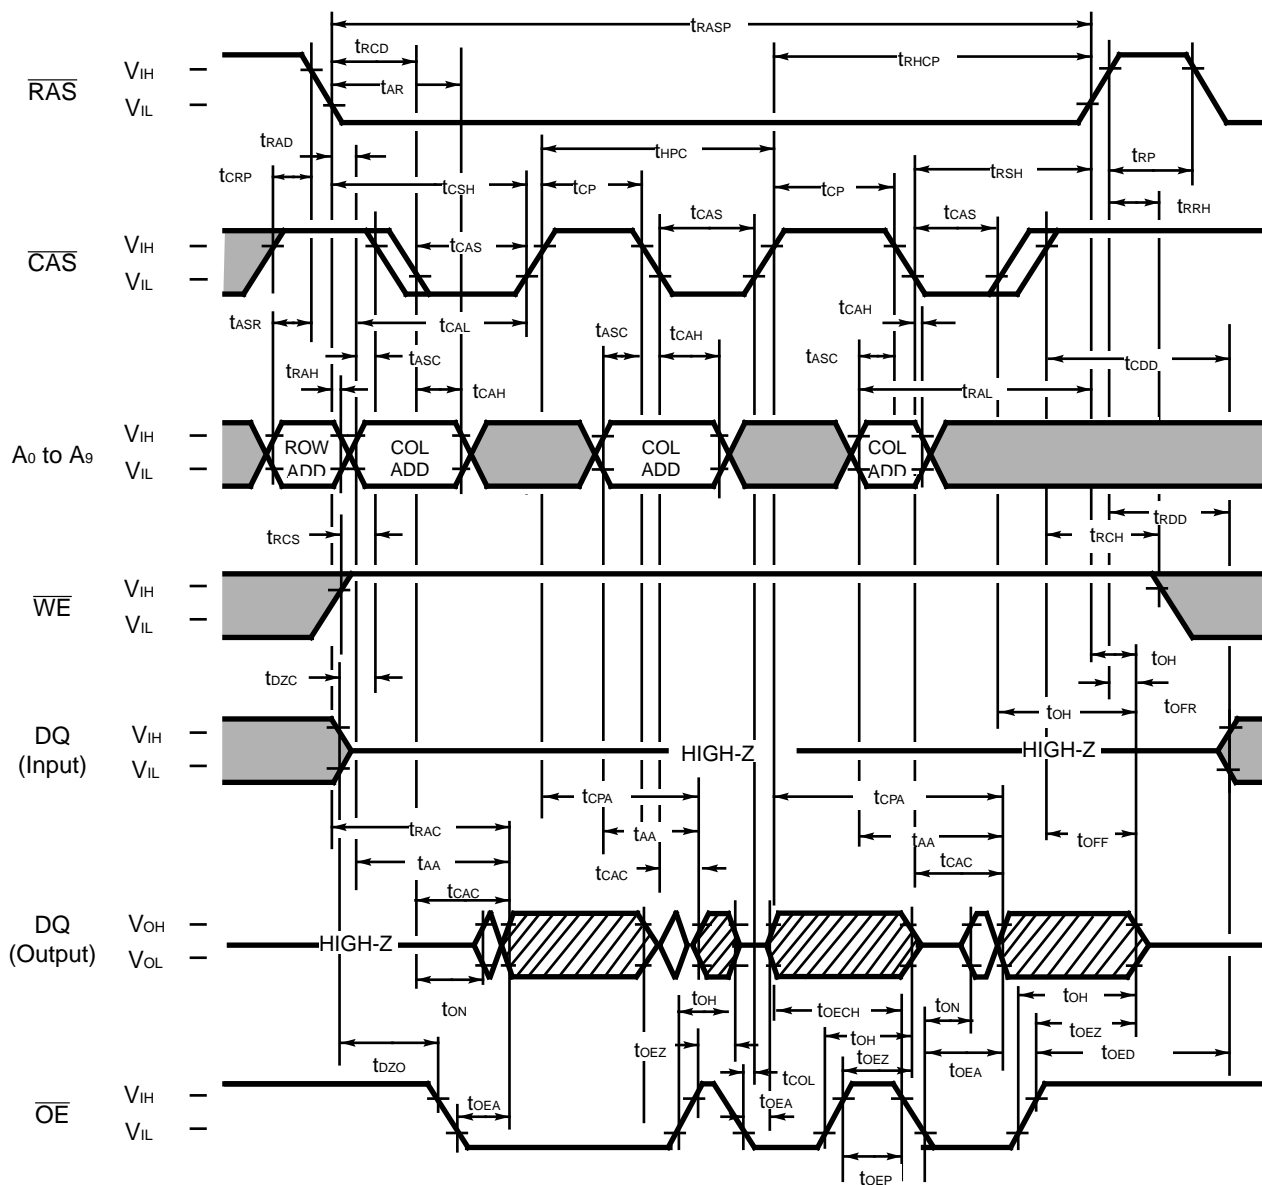 tRASP
tRCD
tRHCP
tAR
RAS
VIH
VIL
tRAD
tHPC
tRP
tCRP
tCSH
tCP
tCP
tRSH
tRRH
tCAS
tCAS
tCAS
CAS
VIH
VIL
tASR
tCAL
tCAH
tASC
tASC
tCAH
tASC
tCDD
tRAH
tCAH
tRAL
A0 to A9
VIH
VIL
ROW ADD
COL ADD
COL ADD
COL ADD
tRDD
tRCS
tRCH
WE
VIH
VIL
tOH
tDZC
tOFR
tOH
DQ
(Input)
VIH
VIL
HIGH-Z
HIGH-Z
tCPA
tCPA
tRAC
tAA
tAA
tOFF
tAA
tCAC
tCAC
tCAC
DQ
(Output)
VOH
VOL
HIGH-Z
tON
tOH
tOECH
tON
tOH
tOH
tOEZ
tOEZ
tOEZ
tOED
tDZO
tCOL
tOEA
tOEA
tOEA
OE
VIH
VIL
tOEP